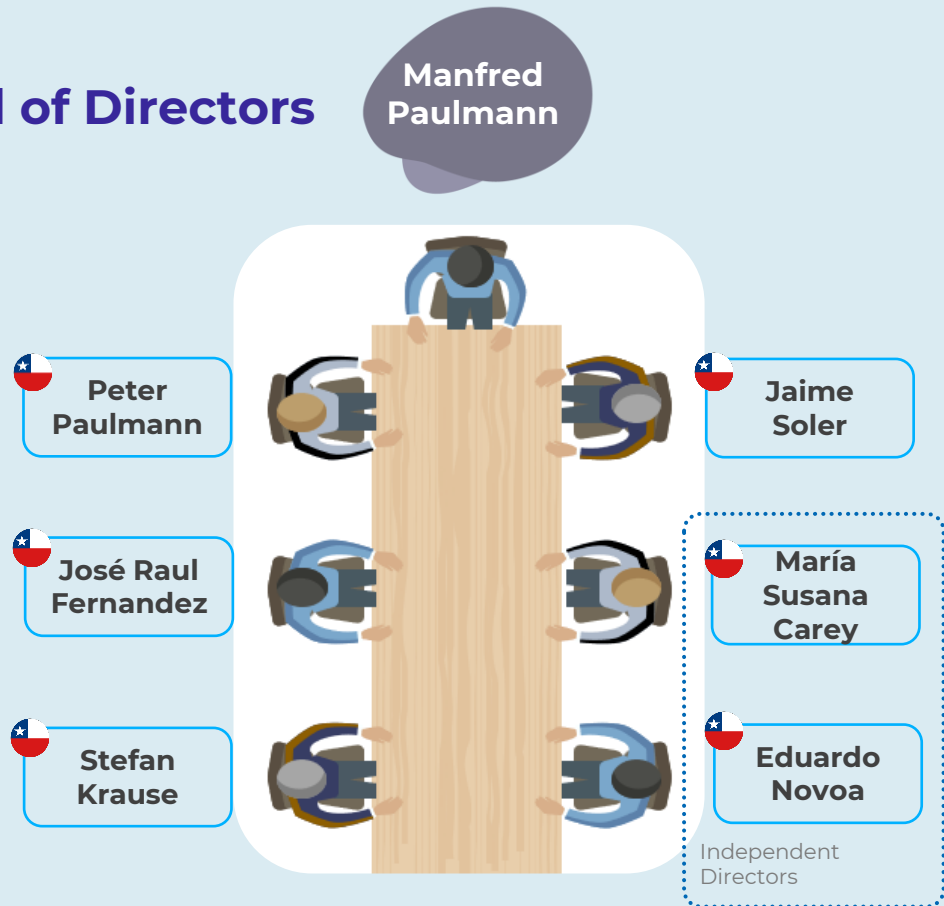 of Directors
Manfred
Paulmann
Peter
Paulmann
José Raul
Fernandez
Stefan
Krause
Jaime
Soler
María
Susana
Carey
Eduardo
Novoa
Independent
Directors